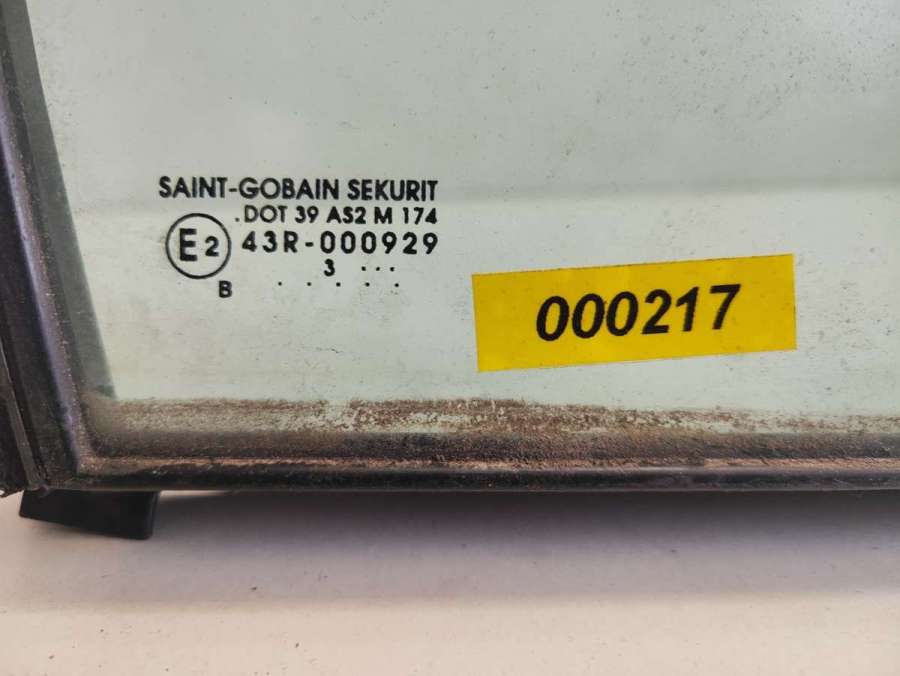 SAINT-GOBAIN SEKURIT
.DOT 39 AS2 M 174
E2 43R-000929
3 ...
B . . . . .
000217